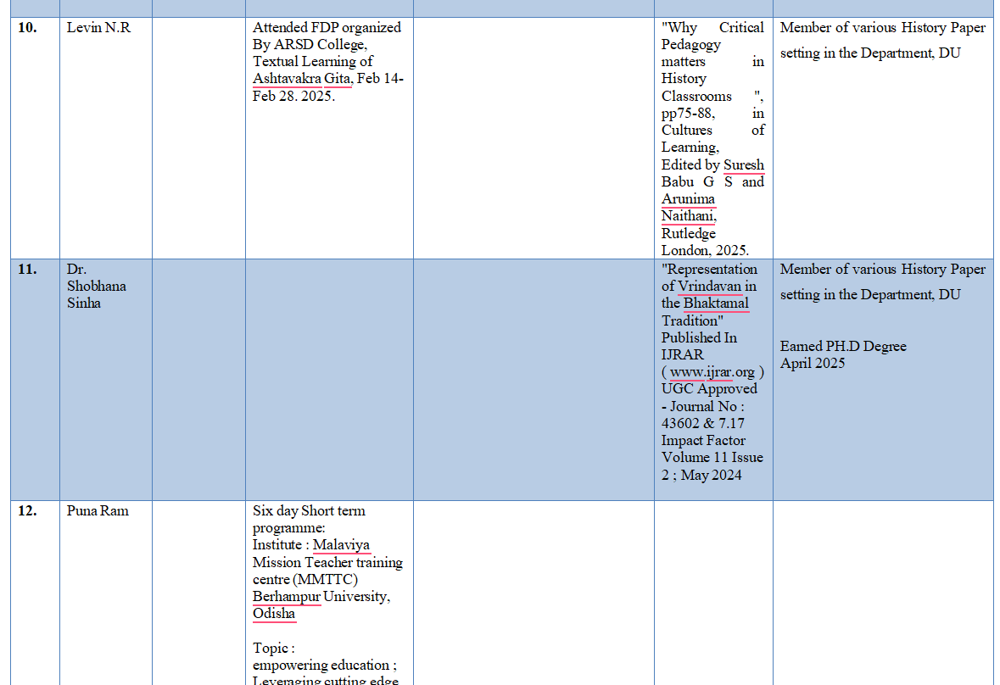 10.
Levin N.R
Attended FDP organized
By ARSD College,
Textual Learning of
Ashtavakra Gita, Feb 14-
Feb 28. 2025.
"Why Critical
Pedagogy
matters in
History
Classrooms ",
pp75-88, in
Cultures of
Learning,
Edited by Suresh
Babu G S and
Arunima
Naithani,
Rutledge
London, 2025.
Member of various History Paper
setting in the Department, DU
11.
Dr.
Shobhana
Sinha
"Representation
of Vrindavan in
the Bhaktamal
Tradition"
Published In
IJRAR
( www.ijrar.org )
UGC Approved
- Journal No :
43602 & 7.17
Impact Factor
Volume 11 Issue
2 ; May 2024
Member of various History Paper
setting in the Department, DU
Earned PH.D Degree
April 2025
12.
Puna Ram
Six day Short term
programme:
Institute : Malaviya
Mission Teacher training
centre (MMTTC)
Berhampur University,
Odisha
Topic :
empowering education ;
Leveraging cutting edge